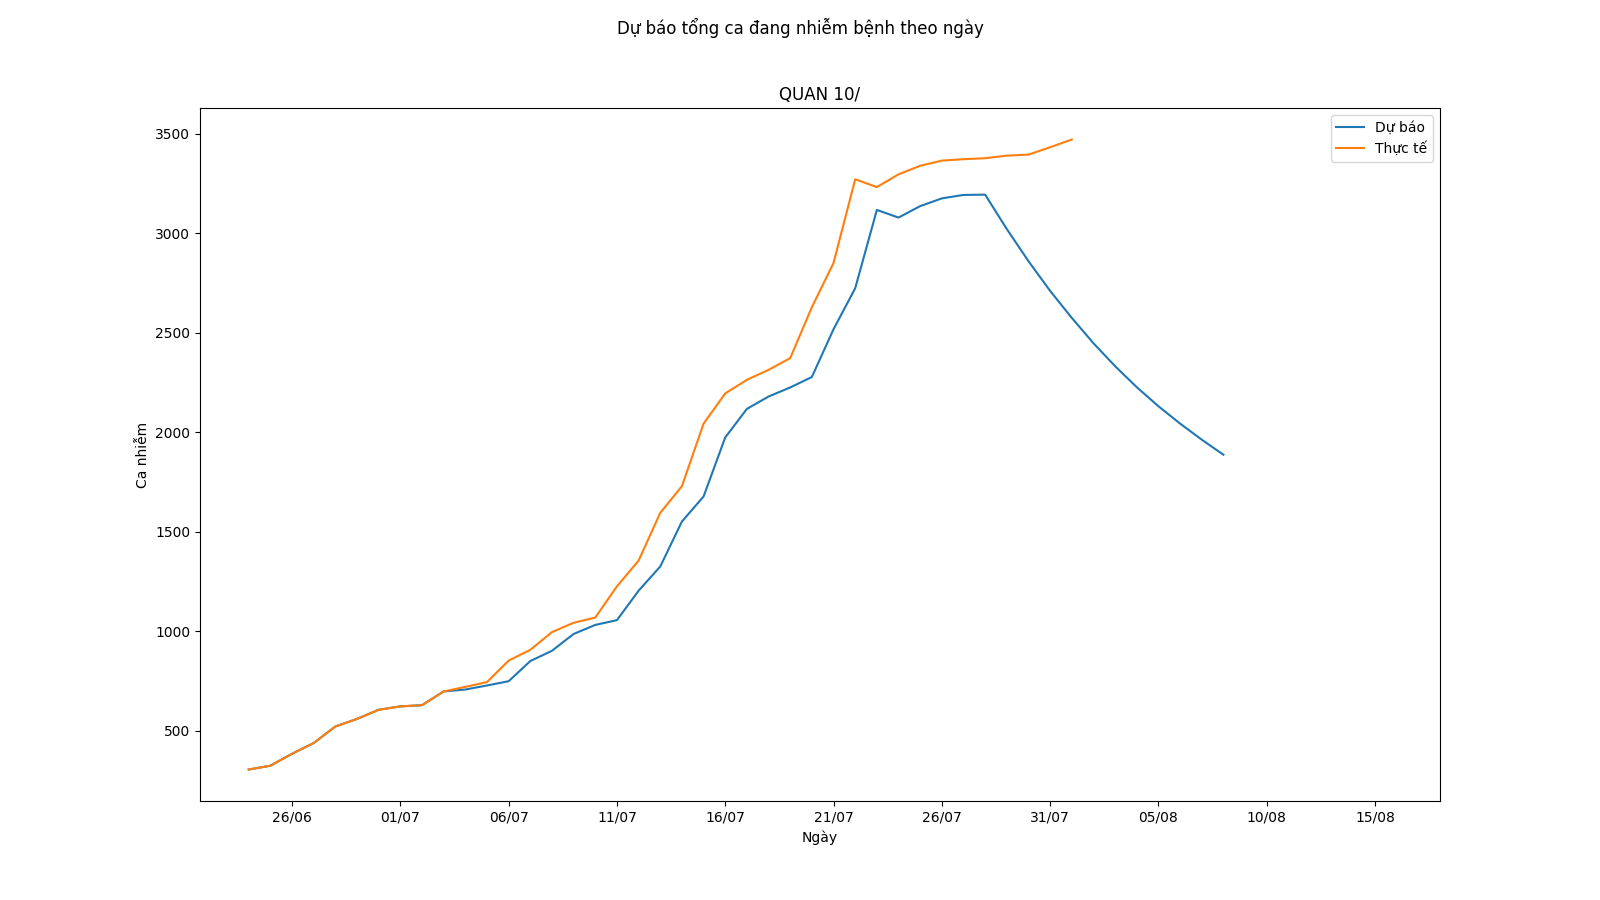 Dự báo tổng ca đang nhiễm bệnh theo ngày
QUAN 10/
Dự báo
Thực tế
3500
3000
2500
2000
1500
1000
500
Ca nhiễm
26/06 01/07 06/07 11/07 16/07 21/07 26/07 31/07 05/08 10/08 15/08
Ngày